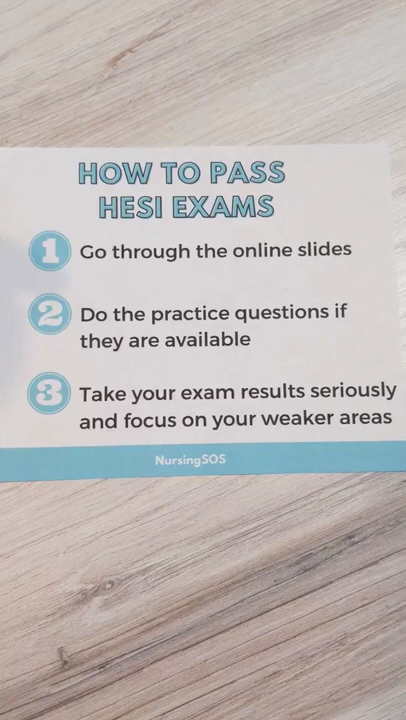 HOW TO PASS
HESI EXAMS
1 Go through the online slides
2 Do the practice questions if
they are available
3 Take your exam results seriously
and focus on your weaker areas
NursingSOS